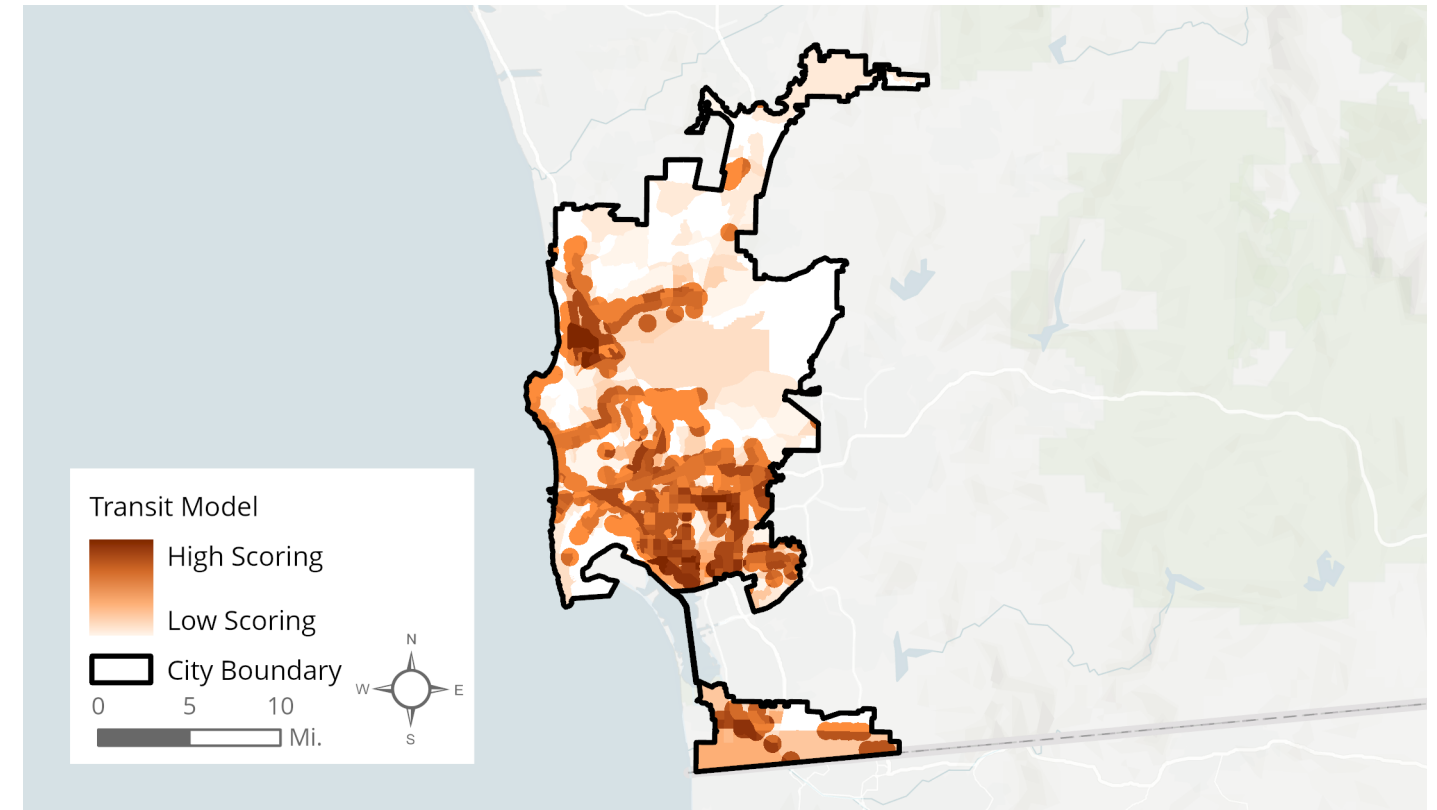 Transit Model
High Scoring
Low Scoring
City Boundary
0 5 10
Mi.
N
W E
S